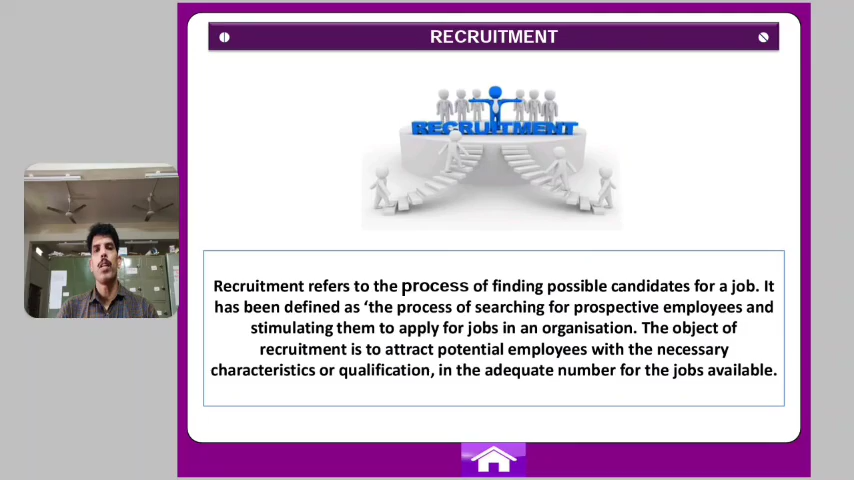 RECRUITMENT
RECRUITMENT
Recruitment refers to the process of finding possible candidates for a job. It
has been defined as ‘the process of searching for prospective employees and
stimulating them to apply for jobs in an organisation. The object of
recruitment is to attract potential employees with the necessary
characteristics or qualification, in the adequate number for the jobs available.